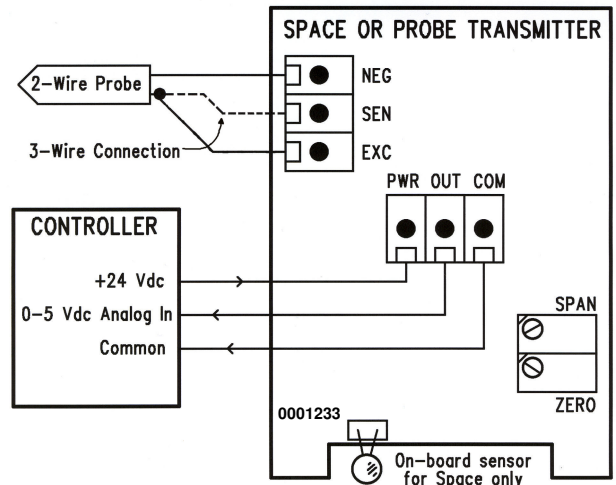 SPACE OR PROBE TRANSMITTER
2-Wire Probe
NEG
SEN
3-Wire Connection
EXC
PWR OUT COM
CONTROLLER
+24 Vdc
0-5 Vdc Analog In
Common
SPAN
ZERO
0001233
On-board sensor
for Space only